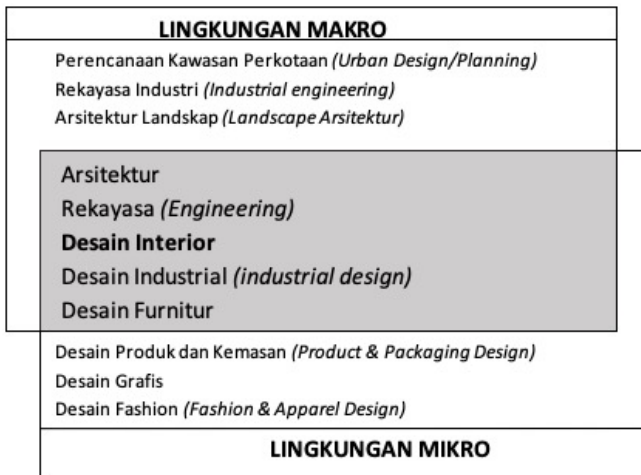 LINGKUNGAN MAKRO
Perencanaan Kawasan Perkotaan (Urban Design/Planning)
Rekayasa Industri (Industrial engineering)
Arsitektur Landskap (Landscape Arsitektur)
Arsitektur
Rekayasa (Engineering)
Desain Interior
Desain Industrial (industrial design)
Desain Furnitur
Desain Produk dan Kemasan (Product & Packaging Design)
Desain Grafis
Desain Fashion (Fashion & Apparel Design)
LINGKUNGAN MIKRO